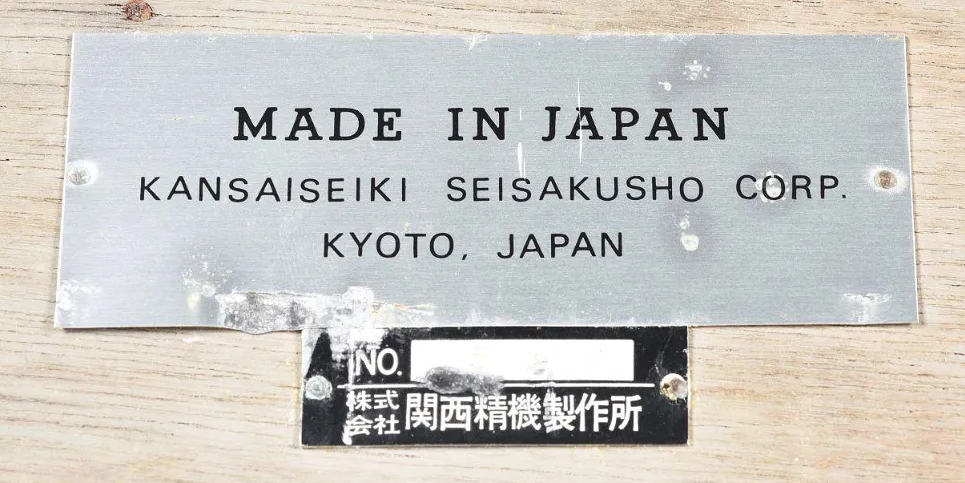 MADE IN JAPAN
KANSAISEIKI SEISAKUSHO CORP.
KYOTO, JAPAN
NO.
株式会社 関西精機製作所